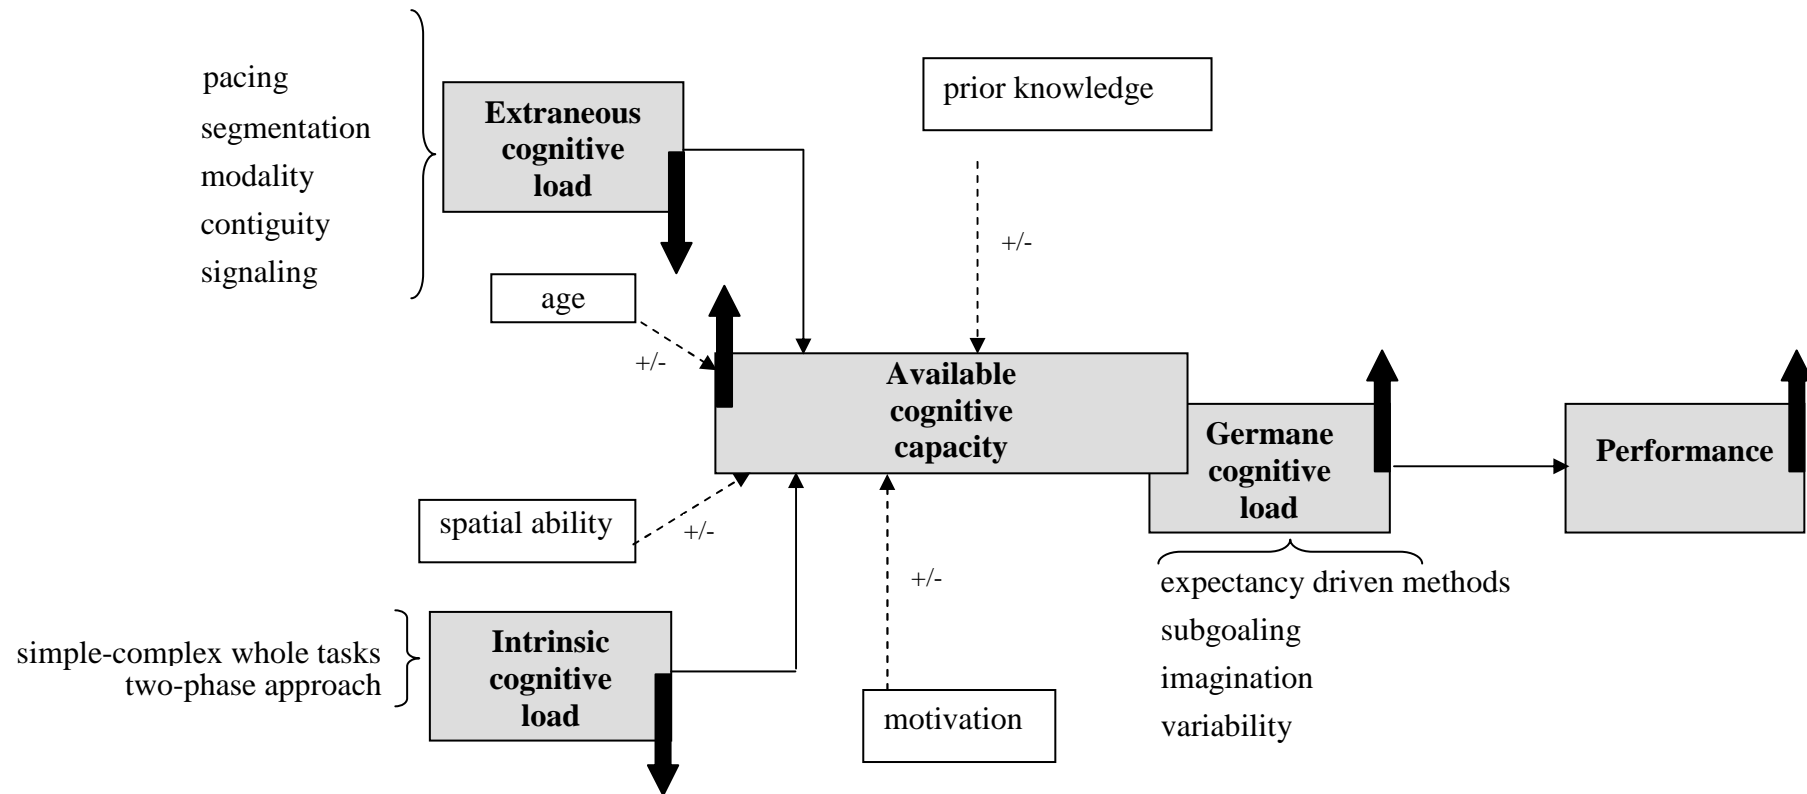 pacing
segmentation
modality
contiguity
signaling
Extraneous
cognitive
load
prior knowledge
+/-
age
+/-
Available
cognitive
capacity
Germane
cognitive
load
Performance
spatial ability
+/-
+/-
expectancy driven methods
subgoaling
imagination
variability
simple-complex whole tasks
two-phase approach
Intrinsic
cognitive
load
motivation